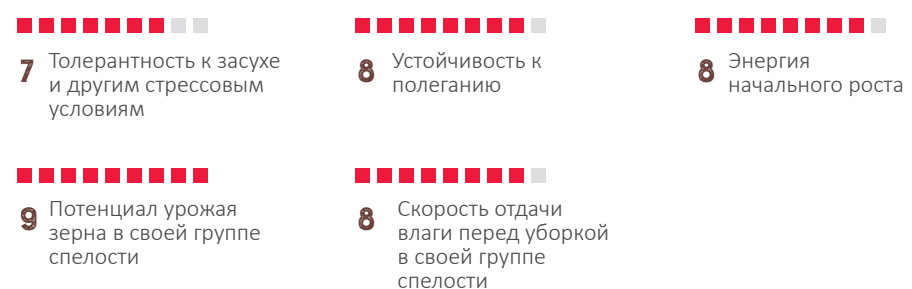 7 Толерантность к засухе
и другим стрессовым
условиям
8 Устойчивость к
полеганию
8 Энергия
начального роста
9 Потенциал урожая
зерна в своей группе
спелости
8 Скорость отдачи
влаги перед уборкой
в своей группе
спелости